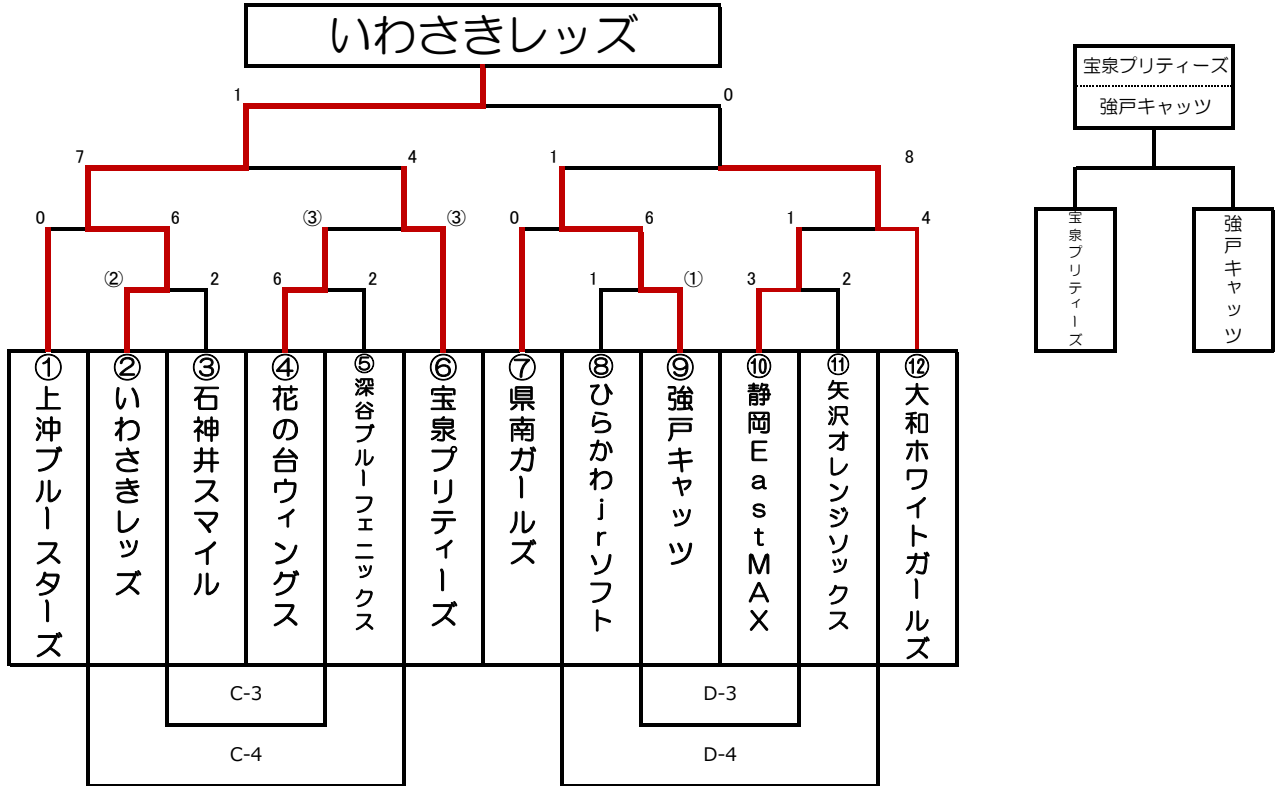 いわさきレッズ
宝泉プリティーズ
強戸キャッツ
1
0
7
4
1
8
0
6
③
③
0
6
1
4
②
2
6
2
1
①
3
2
宝泉プリティーズ
強戸キャッツ
①上沖ブルースターズ
②いわさきレッズ
③石神井スマイル
④花の台ウィングス
⑤深谷ブルーフェニックス
⑥宝泉プリティーズ
⑦県南ガールズ
⑧ひらかわjrソフト
⑨強戸キャッツ
⑩静岡EastMAX
⑪矢沢オレンジソックス
⑫大和ホワイトガールズ
C-3
D-3
C-4
D-4